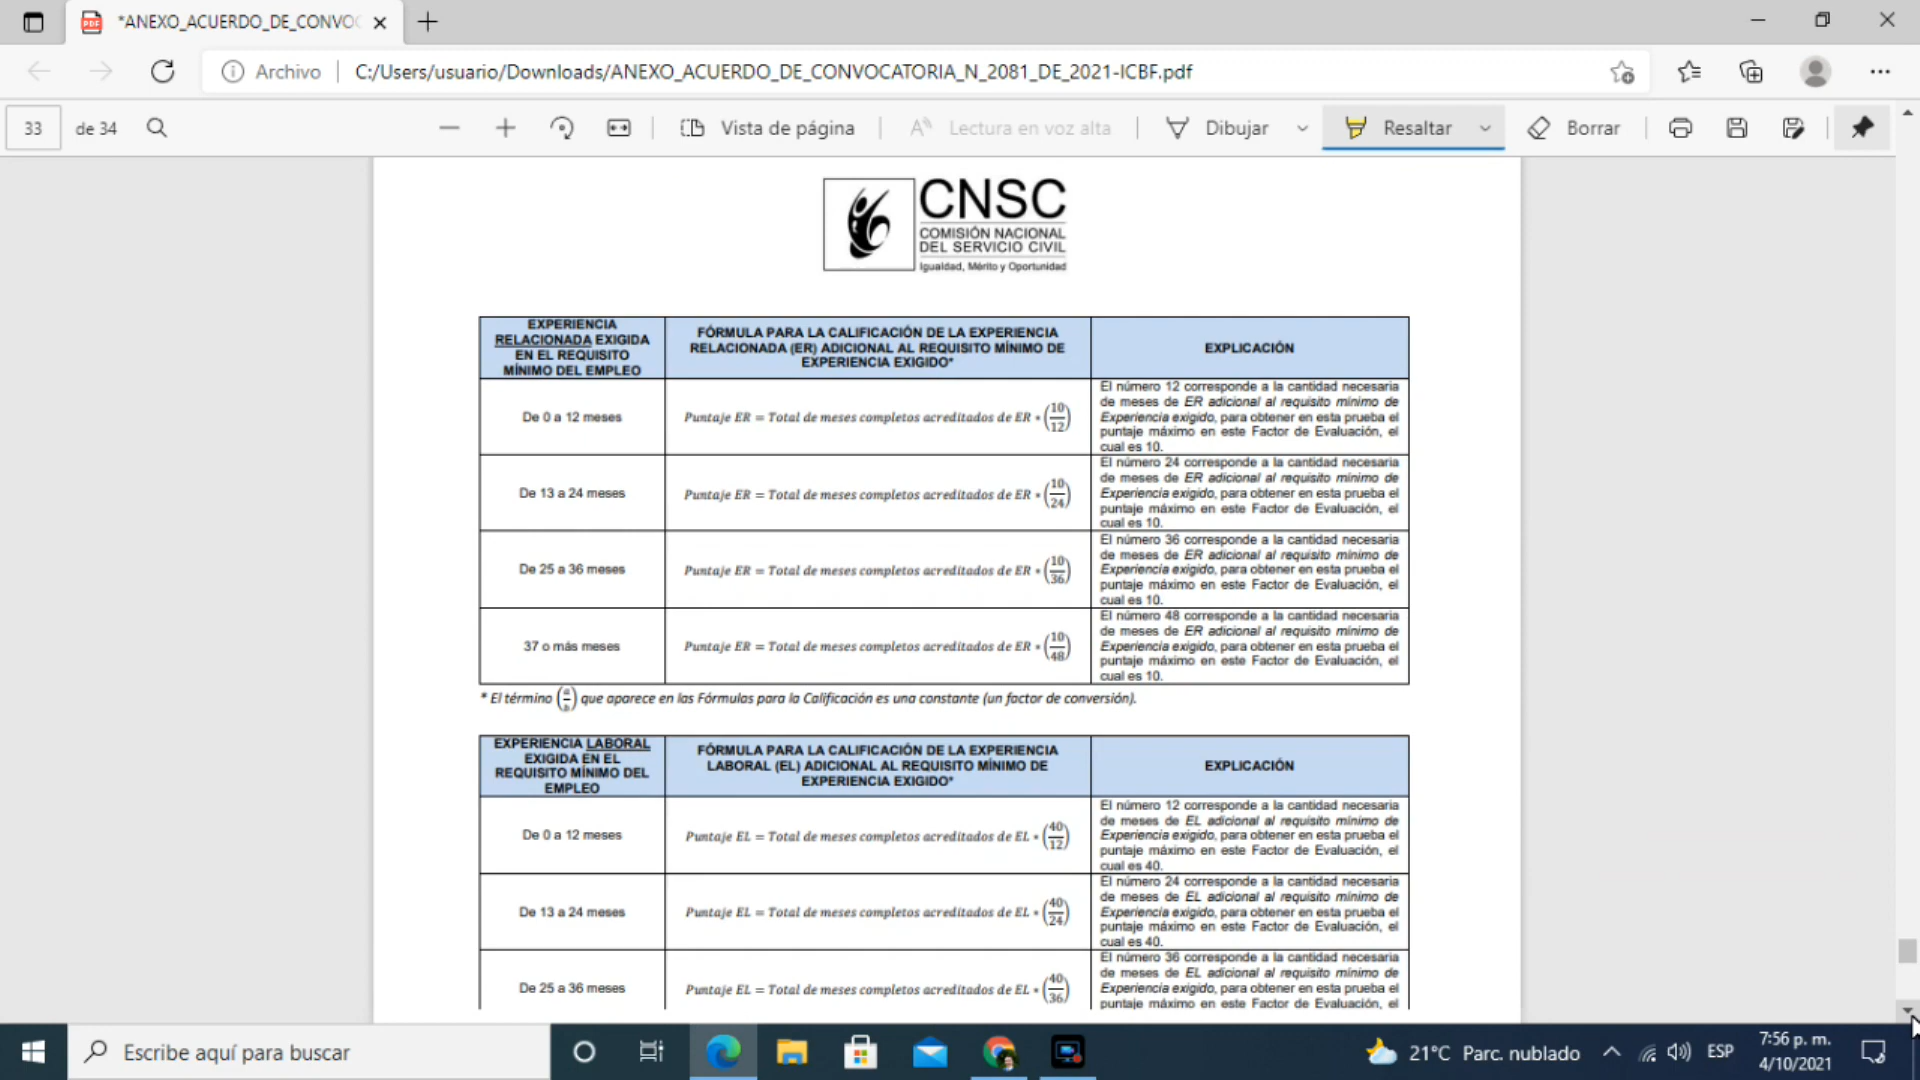 *ANEXO_ACUERDO_DE_CONVOC
Archivo C:/Users/usuario/Downloads/ANEXO_ACUERDO_DE_CONVOCATORIA_N_2081_DE_2021-ICBF.pdf
33 de 34 Vista de página Lectura en voz alta Dibujar Resaltar Borrar
CNSC
COMISIÓN NACIONAL
DEL SERVICIO CIVIL
Igualdad, Mérito y Oportunidad
EXPERIENCIA
RELACIONADA EXIGIDA
EN EL REQUISITO
MÍNIMO DEL EMPLEO
FÓRMULA PARA LA CALIFICACIÓN DE LA EXPERIENCIA
RELACIONADA (ER) ADICIONAL AL REQUISITO MÍNIMO DE
EXPERIENCIA EXIGIDO*
EXPLICACIÓN
De 0 a 12 meses
Puntaje ER = Total de meses completos acreditados de ER * (10/12)
El número 12 corresponde a la cantidad necesaria
de meses de ER adicional al requisito mínimo de
Experiencia exigido, para obtener en esta prueba el
puntaje máximo en este Factor de Evaluación, el
cual es 10.
De 13 a 24 meses
Puntaje ER = Total de meses completos acreditados de ER * (10/24)
El número 24 corresponde a la cantidad necesaria
de meses de ER adicional al requisito mínimo de
Experiencia exigido, para obtener en esta prueba el
puntaje máximo en este Factor de Evaluación, el
cual es 10.
De 25 a 36 meses
Puntaje ER = Total de meses completos acreditados de ER * (10/36)
El número 36 corresponde a la cantidad necesaria
de meses de ER adicional al requisito mínimo de
Experiencia exigido, para obtener en esta prueba el
puntaje máximo en este Factor de Evaluación, el
cual es 10.
37 o más meses
Puntaje ER = Total de meses completos acreditados de ER * (10/48)
El número 48 corresponde a la cantidad necesaria
de meses de ER adicional al requisito mínimo de
Experiencia exigido, para obtener en esta prueba el
puntaje máximo en este Factor de Evaluación, el
cual es 10.
* El término (a/b) que aparece en las Fórmulas para la Calificación es una constante (un factor de conversión).
EXPERIENCIA LABORAL
EXIGIDA EN EL
REQUISITO MÍNIMO DEL
EMPLEO
FÓRMULA PARA LA CALIFICACIÓN DE LA EXPERIENCIA
LABORAL (EL) ADICIONAL AL REQUISITO MÍNIMO DE
EXPERIENCIA EXIGIDO*
EXPLICACIÓN
De 0 a 12 meses
Puntaje EL = Total de meses completos acreditados de EL * (40/12)
El número 12 corresponde a la cantidad necesaria
de meses de EL adicional al requisito mínimo de
Experiencia exigido, para obtener en esta prueba el
puntaje máximo en este Factor de Evaluación, el
cual es 40.
De 13 a 24 meses
Puntaje EL = Total de meses completos acreditados de EL * (40/24)
El número 24 corresponde a la cantidad necesaria
de meses de EL adicional al requisito mínimo de
Experiencia exigido, para obtener en esta prueba el
puntaje máximo en este Factor de Evaluación, el
cual es 40.
De 25 a 36 meses
Puntaje EL = Total de meses completos acreditados de EL * (40/36)
El número 36 corresponde a la cantidad necesaria
de meses de EL adicional al requisito mínimo de
Experiencia exigido, para obtener en esta prueba el
puntaje máximo en este Factor de Evaluación, el
Escribe aquí para buscar
21°C Parc. nublado
ESP
7:56 p. m.
4/10/2021